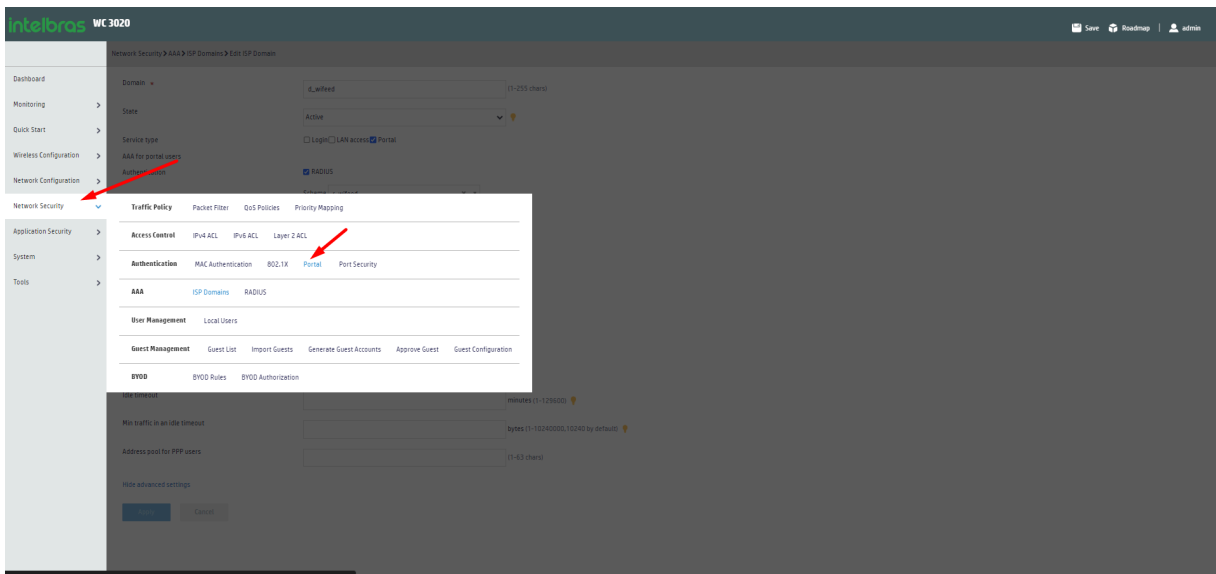 intelbras WC 3020
Save Roadmap | admin
Network Security > AAA > ISP Domains > Edit ISP Domain
Dashboard
Monitoring
Quick Start
Wireless Configuration
Network Configuration
Network Security
Application Security
System
Tools
Domain * d_wifeed (1-255 chars)
State Active
Service type Login LAN access Portal
AAA for portal users
Authentication RADIUS
Traffic Policy Packet Filter QoS Policies Priority Mapping
Access Control IPv4 ACL IPv6 ACL Layer 2 ACL
Authentication MAC Authentication 802.1X Portal Port Security
AAA ISP Domains RADIUS
User Management Local Users
Guest Management Guest List Import Guests Generate Guest Accounts Approve Guest Guest Configuration
BYOD BYOD Rules BYOD Authorization
Idle timeout minutes (1-129600)
Min traffic in an idle timeout bytes (1-10240000,10240 by default)
Address pool for PPP users (1-63 chars)
Hide advanced settings
Apply Cancel